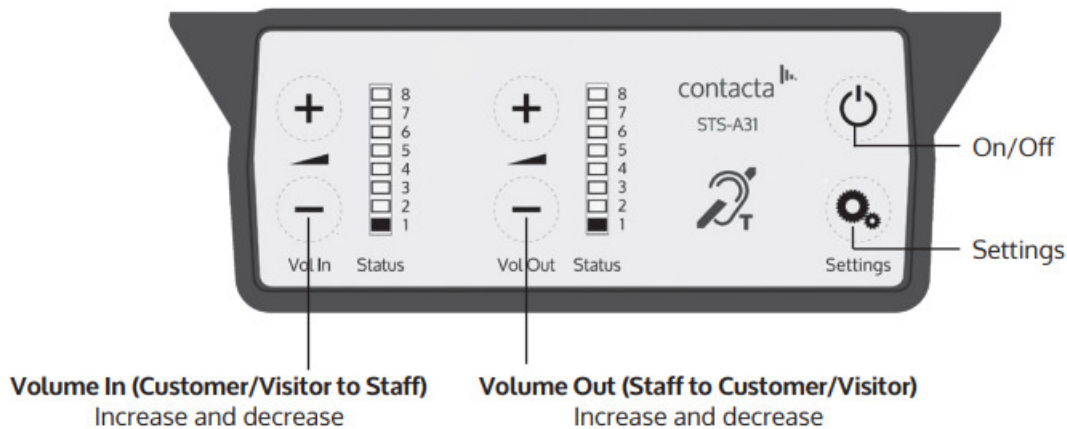 contacta
STS-A31
8
7
6
5
4
3
2
1
Vol In
Status
8
7
6
5
4
3
2
1
Vol Out
Status
T
Settings
On/Off
Settings
Volume In (Customer/Visitor to Staff)
Increase and decrease
Volume Out (Staff to Customer/Visitor)
Increase and decrease